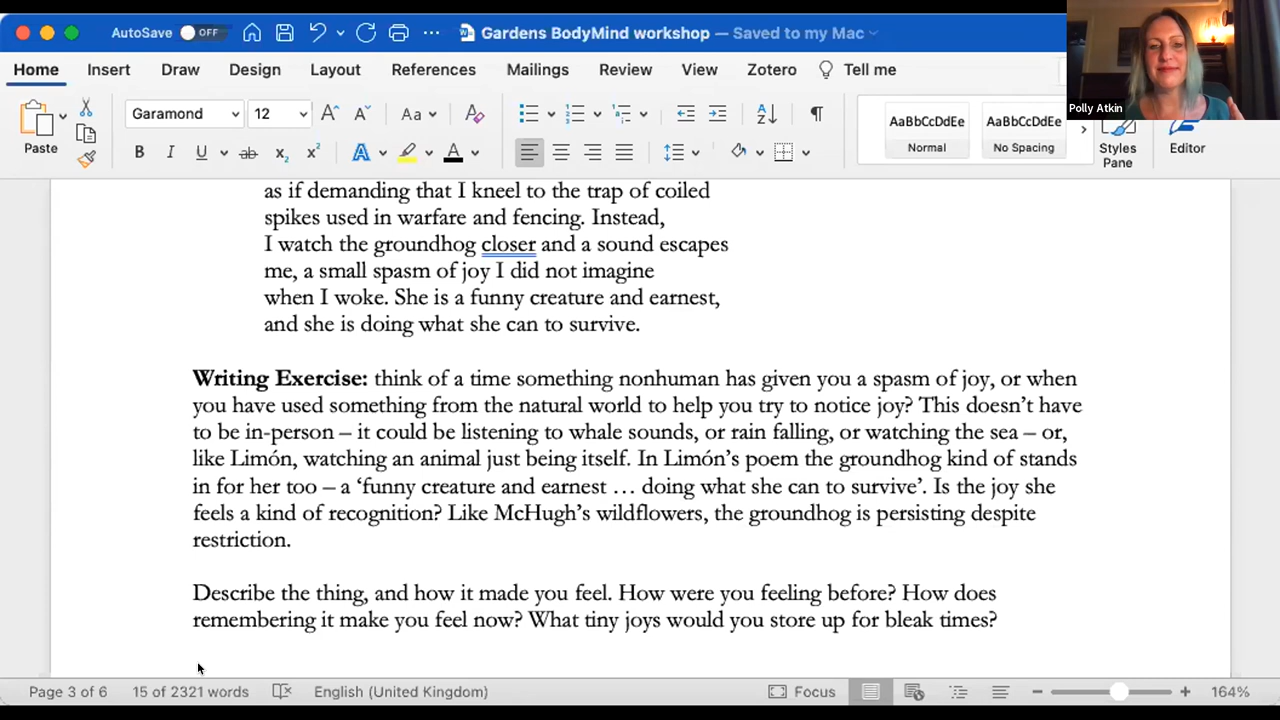 AutoSave OFF Gardens BodyMind workshop — Saved to my Mac
Home Insert Draw Design Layout References Mailings Review View Zotero Tell me
Polly Atkin
Paste Garamond 12 Aa AaBbCcDdEe AaBbCcDdEe
B I U ab x₂ x² A A Normal No Spacing Styles Pane Editor
as if demanding that I kneel to the trap of coiled
spikes used in warfare and fencing. Instead,
I watch the groundhog closer and a sound escapes
me, a small spasm of joy I did not imagine
when I woke. She is a funny creature and earnest,
and she is doing what she can to survive.
Writing Exercise: think of a time something nonhuman has given you a spasm of joy, or when
you have used something from the natural world to help you try to notice joy? This doesn’t have
to be in-person – it could be listening to whale sounds, or rain falling, or watching the sea – or,
like Limón, watching an animal just being itself. In Limón’s poem the groundhog kind of stands
in for her too – a ‘funny creature and earnest … doing what she can to survive’. Is the joy she
feels a kind of recognition? Like McHugh’s wildflowers, the groundhog is persisting despite
restriction.
Describe the thing, and how it made you feel. How were you feeling before? How does
remembering it make you feel now? What tiny joys would you store up for bleak times?
Page 3 of 6 15 of 2321 words English (United Kingdom) Focus 164%